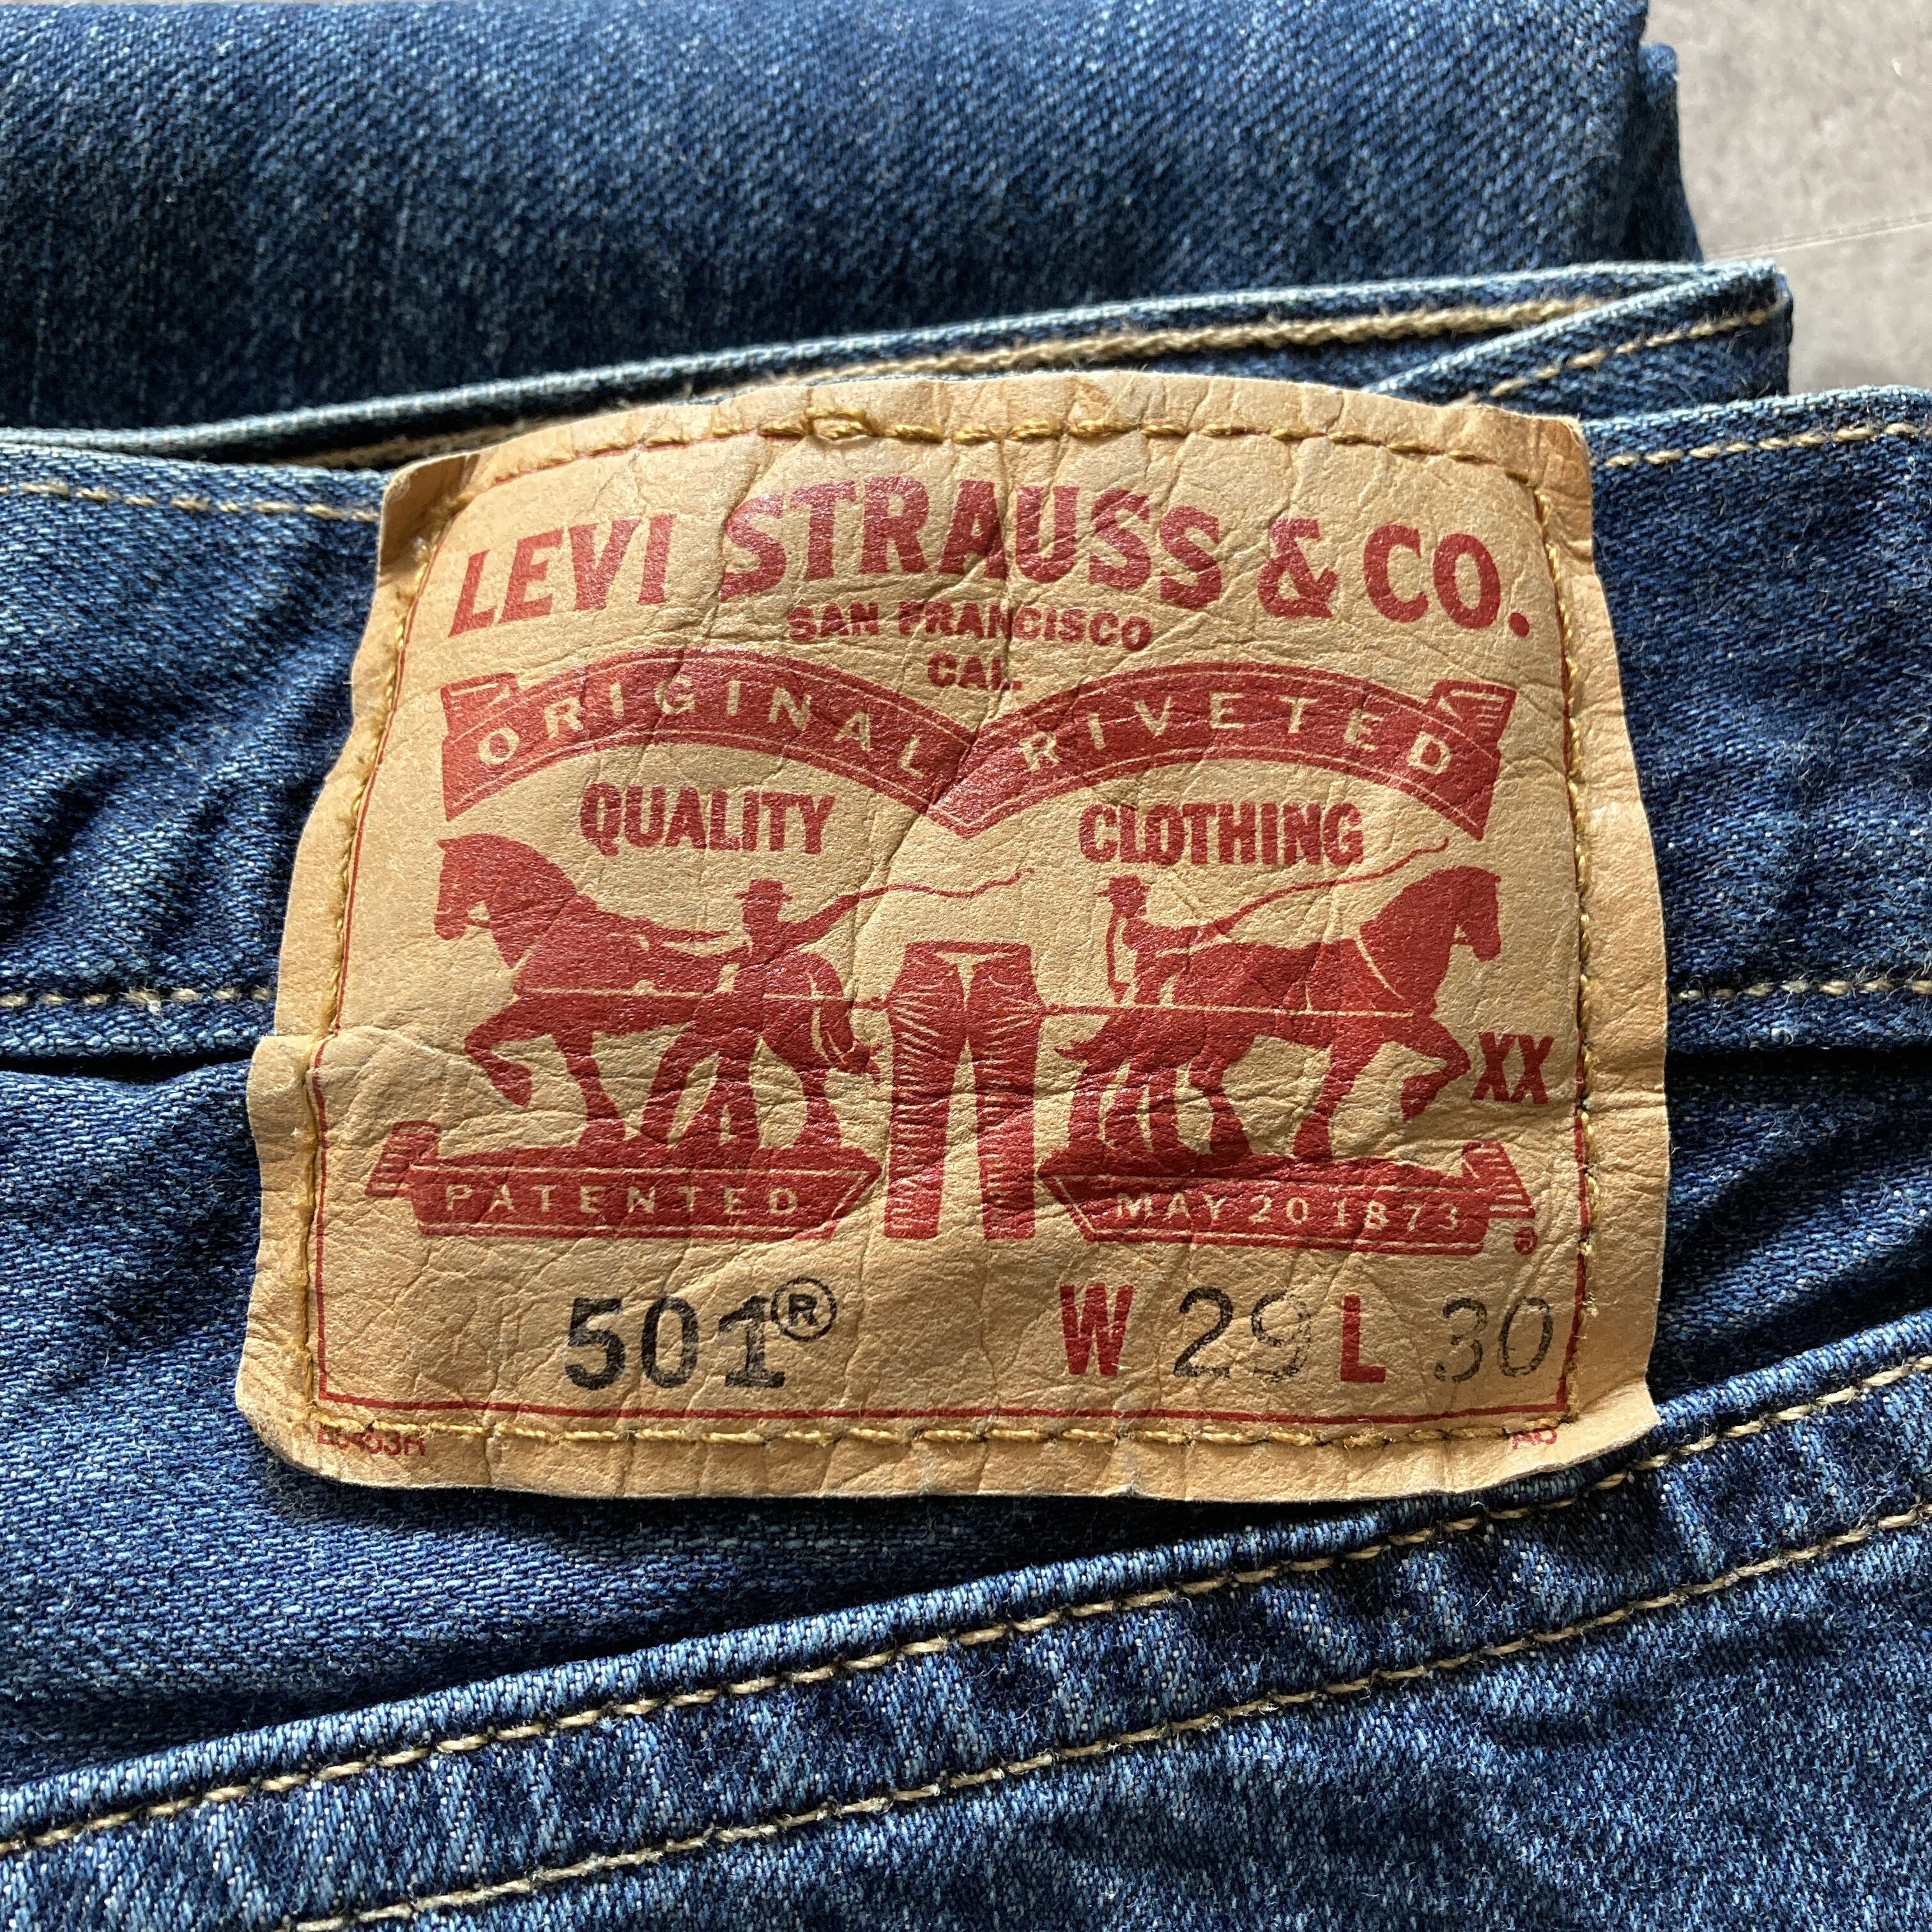 LEVI STRAUSS & CO.
SAN FRANCISCO
CAL.
ORIGINAL RIVETED
QUALITY CLOTHING
XX
PATENTED MAY 20 1873 ®
501® W 29 L 30